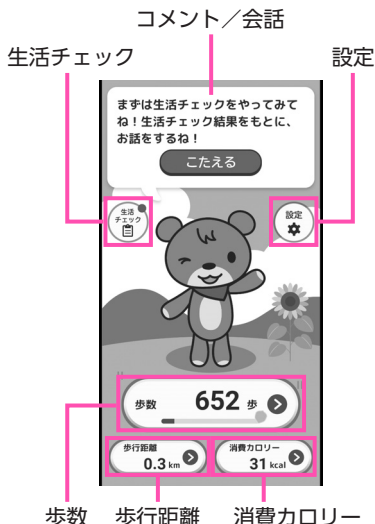 コメント／会話
生活チェック
設定
まずは生活チェックをやってみて
ね！生活チェック結果をもとに、
お話をするね！
こたえる
生活
チェック
設定
歩数 652 歩
歩行距離
0.3 km
消費カロリー
31 kcal
歩数 歩行距離 消費カロリー